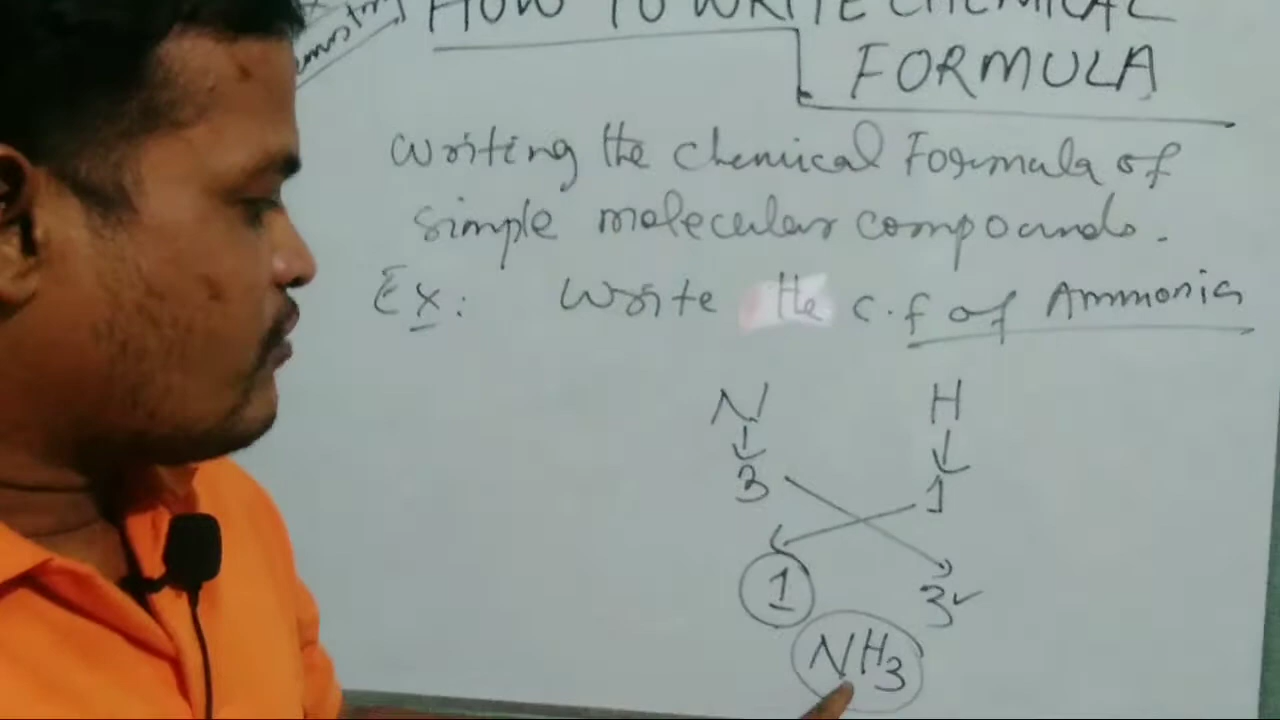 HOW TO WRITE CHEMICAL
FORMULA
Writing the chemical Formula of
simple molecular compounds.
Ex: Write the c.f of Ammonia
N H
3 1
1 3
NH3